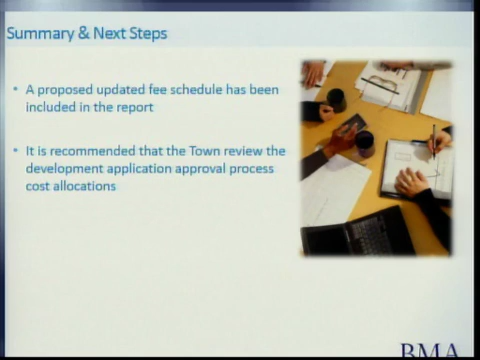 Summary & Next Steps
• A proposed updated fee schedule has been
included in the report
• It is recommended that the Town review the
development application approval process
cost allocations
BMA